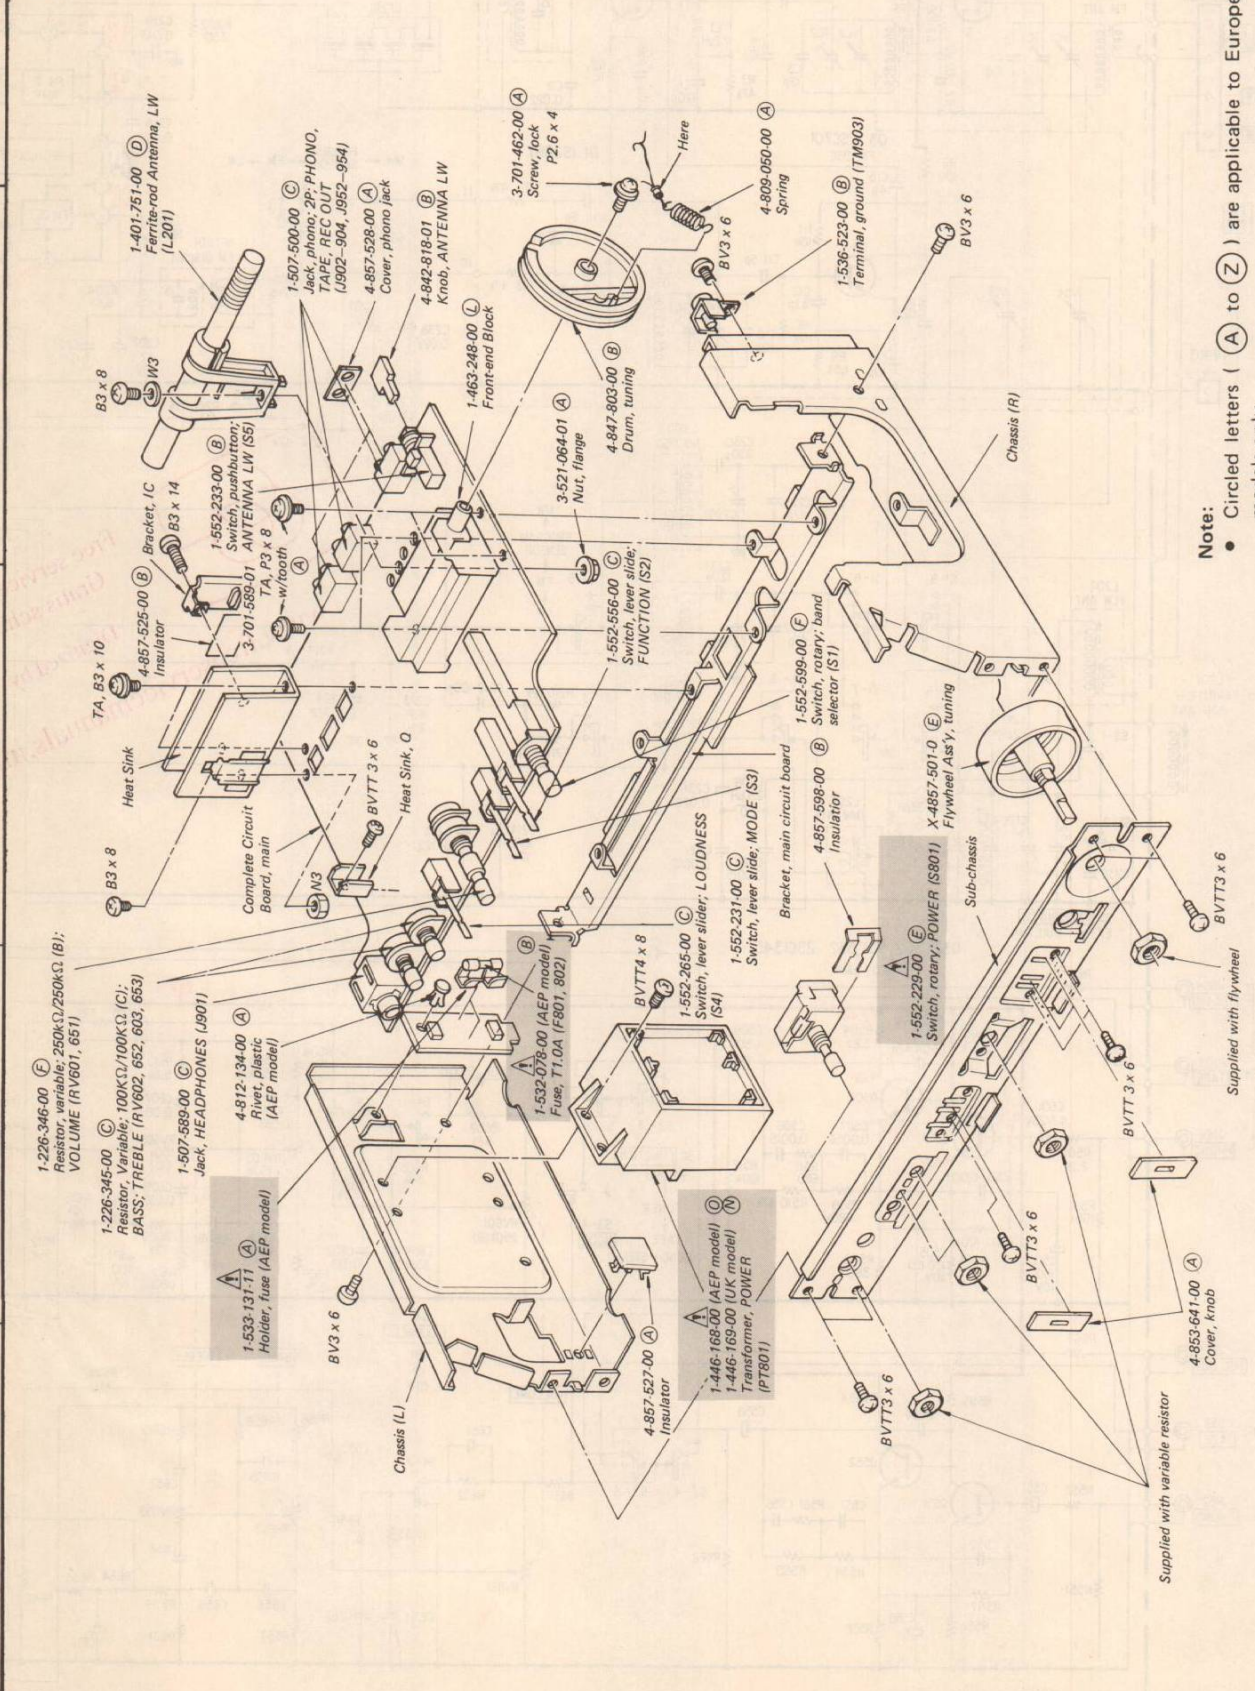 1-401-751-00 Ⓓ
Ferrite-rod Antenna, LW
(L201)
B3 x 8
W3
1-507-500-00 Ⓒ
Jack, phono; 2P; PHONO,
TAPE, REC OUT
(J902–904, J952–954)
4-857-528-00 Ⓐ
Cover, phono jack
4-842-818-01 Ⓑ
Knob, ANTENNA LW
1-463-248-00 Ⓛ
Front-end Block
3-701-462-00 Ⓐ
Screw, lock
P2.6 x 4
Here
4-809-050-00 Ⓐ
Spring
BV3 x 6
1-536-523-00 Ⓑ
Terminal, ground (TM903)
BV3 x 6
4-847-803-00 Ⓑ
Drum, tuning
3-521-064-01 Ⓐ
Nut, flange
Chassis (R)
TA, B3 x 10
4-857-525-00 Ⓑ
Insulator
Bracket, IC
B3 x 14
1-552-233-00 Ⓑ
Switch, pushbutton;
ANTENNA LW (S5)
3-701-589-01
TA, P3 x 8
w/tooth
Ⓐ
1-552-556-00 Ⓒ
Switch, lever slide;
FUNCTION (S2)
1-552-599-00 Ⓕ
Switch, rotary; band
selector (S1)
Heat Sink
B3 x 8
Complete Circuit
Board, main
BVTT 3 x 6
Heat Sink, Q
N3
1-226-346-00 Ⓕ
Resistor, variable; 250kΩ/250kΩ (B);
VOLUME (RV601, 651)
1-226-345-00 Ⓒ
Resistor, Variable; 100KΩ/100KΩ (C);
BASS; TREBLE (RV602, 652, 603, 653)
1-507-589-00 Ⓒ
Jack, HEADPHONES (J901)
4-812-134-00 Ⓐ
Rivet, plastic
(AEP model)
1-533-131-11 Ⓐ
Holder, fuse (AEP model)
Ⓑ
1-532-078-00 (AEP model)
Fuse, T1.0A (F801, 802)
BVTT4 x 8
1-552-265-00 Ⓒ
Switch, lever slider; LOUDNESS
(S4)
1-552-231-00 Ⓒ
Switch, lever slide; MODE (S3)
Bracket, main circuit board
4-857-598-00 Ⓑ
Insulatior
1-552-229-00 Ⓔ
Switch, rotary; POWER (S801)
X-4857-501-0 Ⓔ
Flywheel Ass'y, tuning
Sub-chassis
BV3 x 6
Chassis (L)
4-857-527-00 Ⓐ
Insulator
1-446-168-00 (AEP model) Ⓞ
1-446-169-00 (UK model) Ⓝ
Transformer, POWER
(PT801)
BVTT3 x 6
BVTT3 x 6
BVTT 3 x 6
BVTT3 x 6
Supplied with flywheel
4-853-641-00 Ⓐ
Cover, knob
Supplied with variable resistor
Note:
• Circled letters ( Ⓐ to Ⓩ ) are applicable to Europe